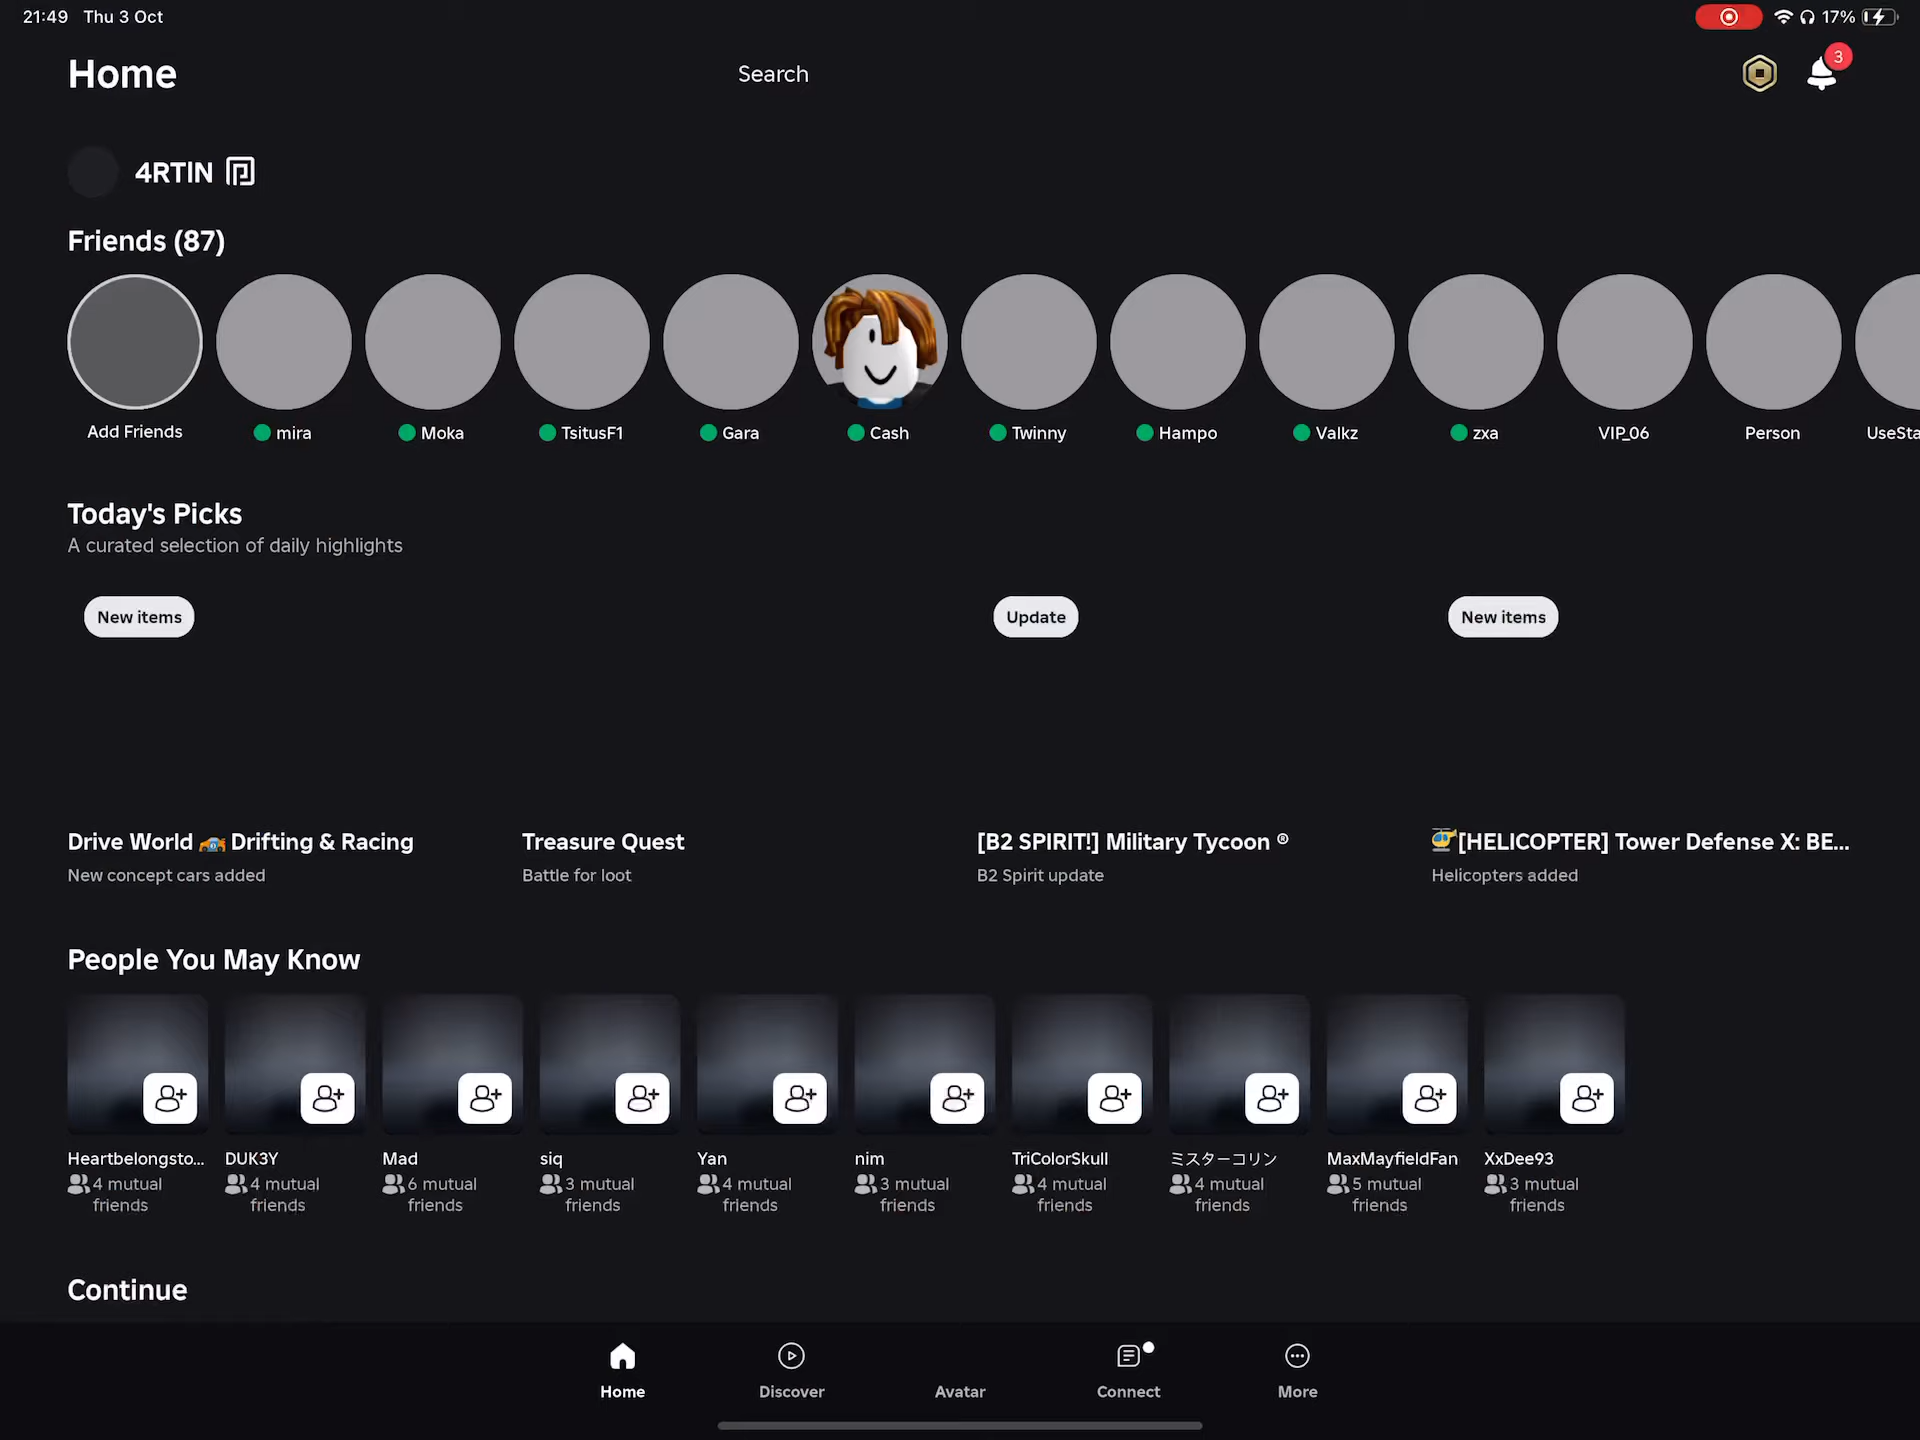 21:49 Thu 3 Oct
17%
Home
Search
3
4RTIN
Friends (87)
Add Friends
mira
Moka
TsitusF1
Gara
Cash
Twinny
Hampo
Valkz
zxa
VIP_06
Person
UseSta
Today's Picks
A curated selection of daily highlights
New items
Update
New items
Drive World 🏎️ Drifting & Racing
New concept cars added
Treasure Quest
Battle for loot
[B2 SPIRIT!] Military Tycoon ®
B2 Spirit update
🚁[HELICOPTER] Tower Defense X: BE...
Helicopters added
People You May Know
Heartbelongsto...
4 mutual
friends
DUK3Y
4 mutual
friends
Mad
6 mutual
friends
siq
3 mutual
friends
Yan
4 mutual
friends
nim
3 mutual
friends
TriColorSkull
4 mutual
friends
ミスターコリン
4 mutual
friends
MaxMayfieldFan
5 mutual
friends
XxDee93
3 mutual
friends
Continue
Home
Discover
Avatar
Connect
More